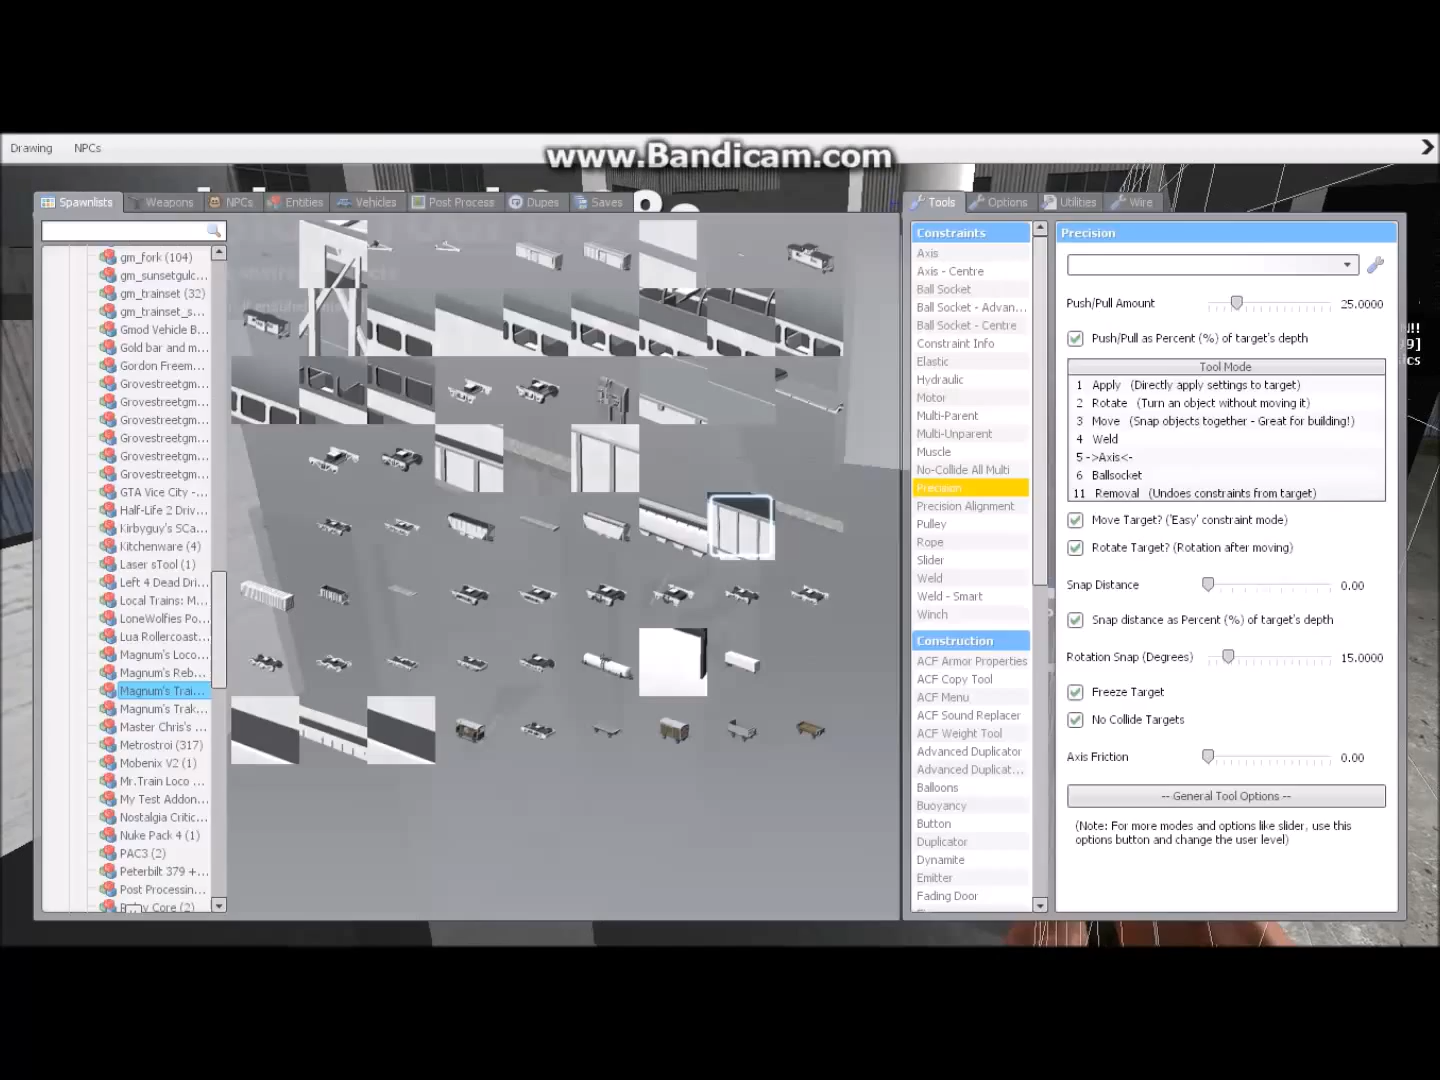 Drawing
NPCs
www.Bandicam.com
Spawnlists
Weapons
NPCs
Entities
Vehicles
Post Process
Dupes
Saves
Tools
Options
Utilities
Wire
gm_fork (104)
gm_sunsetgulc...
gm_trainset (32)
gm_trainset_s...
Gmod Vehicle B...
Gold bar and m...
Gordon Freem...
Grovestreetgm...
Grovestreetgm...
Grovestreetgm...
Grovestreetgm...
Grovestreetgm...
Grovestreetgm...
GTA Vice City -...
Half-Life 2 Driv...
Kirbyguy's SCa...
Kitchenware (4)
Laser sTool (1)
Left 4 Dead Dri...
Local Trains: M...
LoneWolfies Po...
Lua Rollercoast...
Magnum's Loco...
Magnum's Reb...
Magnum's Trai...
Magnum's Trak...
Master Chris's ...
Metrostroi (317)
Mobenix V2 (1)
Mr.Train Loco ...
My Test Addon...
Nostalgia Critic...
Nuke Pack 4 (1)
PAC3 (2)
Peterbilt 379 +...
Post Processin...
Core (2)
Constraints
Axis
Axis - Centre
Ball Socket
Ball Socket - Advan...
Ball Socket - Centre
Constraint Info
Elastic
Hydraulic
Motor
Multi-Parent
Multi-Unparent
Muscle
No-Collide All Multi
Precision
Precision Alignment
Pulley
Rope
Slider
Weld
Weld - Smart
Winch
Construction
ACF Armor Properties
ACF Copy Tool
ACF Menu
ACF Sound Replacer
ACF Weight Tool
Advanced Duplicator
Advanced Duplicat...
Balloons
Buoyancy
Button
Duplicator
Dynamite
Emitter
Fading Door
Precision
Push/Pull Amount 25.0000
Push/Pull as Percent (%) of target's depth
Tool Mode
1 Apply (Directly apply settings to target)
2 Rotate (Turn an object without moving it)
3 Move (Snap objects together - Great for building!)
4 Weld
5 ->Axis<-
6 Ballsocket
11 Removal (Undoes constraints from target)
Move Target? ('Easy' constraint mode)
Rotate Target? (Rotation after moving)
Snap Distance 0.00
Snap distance as Percent (%) of target's depth
Rotation Snap (Degrees) 15.0000
Freeze Target
No Collide Targets
Axis Friction 0.00
-- General Tool Options --
(Note: For more modes and options like slider, use this
options button and change the user level)